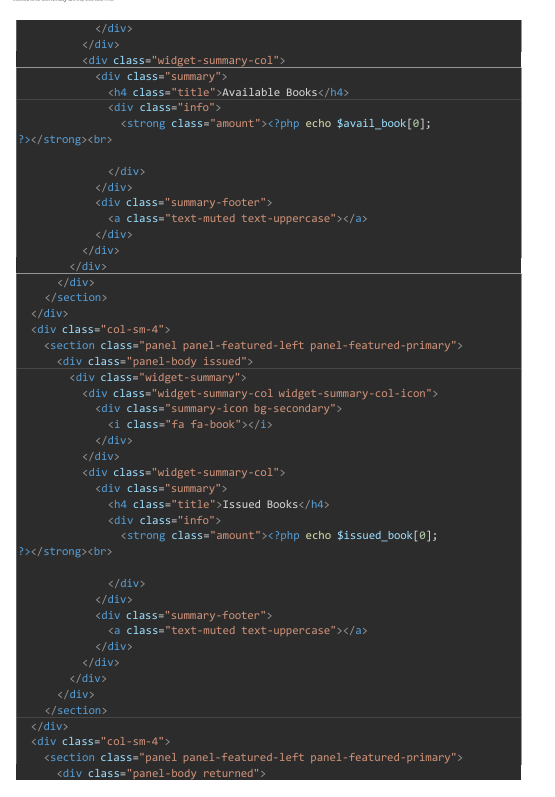 </div>
</div>
<div class="widget-summary-col">
<div class="summary">
<h4 class="title">Available Books</h4>
<div class="info">
<strong class="amount"><?php echo $avail_book[0];
?></strong><br>
</div>
</div>
<div class="summary-footer">
<a class="text-muted text-uppercase"></a>
</div>
</div>
</div>
</div>
</section>
</div>
<div class="col-sm-4">
<section class="panel panel-featured-left panel-featured-primary">
<div class="panel-body issued">
<div class="widget-summary">
<div class="widget-summary-col widget-summary-col-icon">
<div class="summary-icon bg-secondary">
<i class="fa fa-book"></i>
</div>
</div>
<div class="widget-summary-col">
<div class="summary">
<h4 class="title">Issued Books</h4>
<div class="info">
<strong class="amount"><?php echo $issued_book[0];
?></strong><br>
</div>
</div>
<div class="summary-footer">
<a class="text-muted text-uppercase"></a>
</div>
</div>
</div>
</div>
</section>
</div>
<div class="col-sm-4">
<section class="panel panel-featured-left panel-featured-primary">
<div class="panel-body returned">